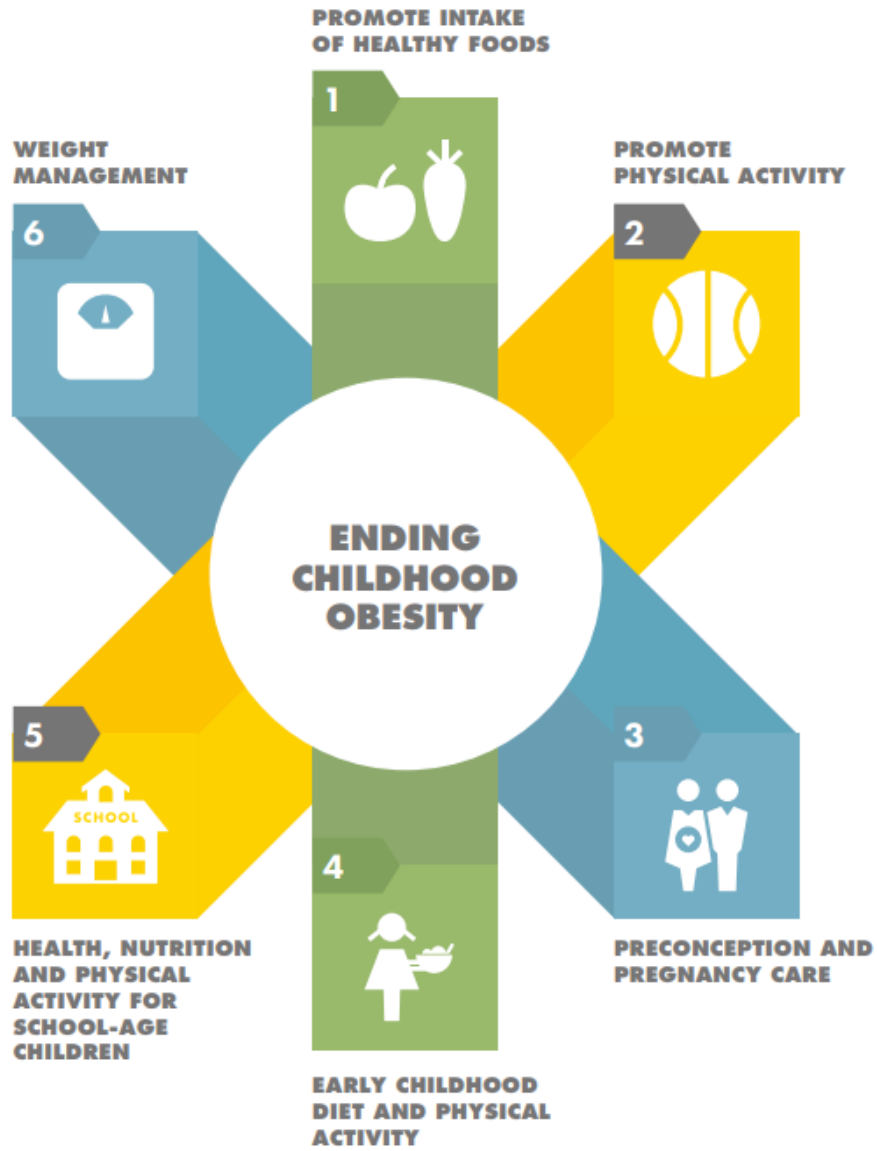 PROMOTE INTAKE
OF HEALTHY FOODS
1
PROMOTE
PHYSICAL ACTIVITY
2
PRECONCEPTION AND
PREGNANCY CARE
3
EARLY CHILDHOOD
DIET AND PHYSICAL
ACTIVITY
4
HEALTH, NUTRITION
AND PHYSICAL
ACTIVITY FOR
SCHOOL-AGE
CHILDREN
5
SCHOOL
WEIGHT
MANAGEMENT
6
ENDING
CHILDHOOD
OBESITY